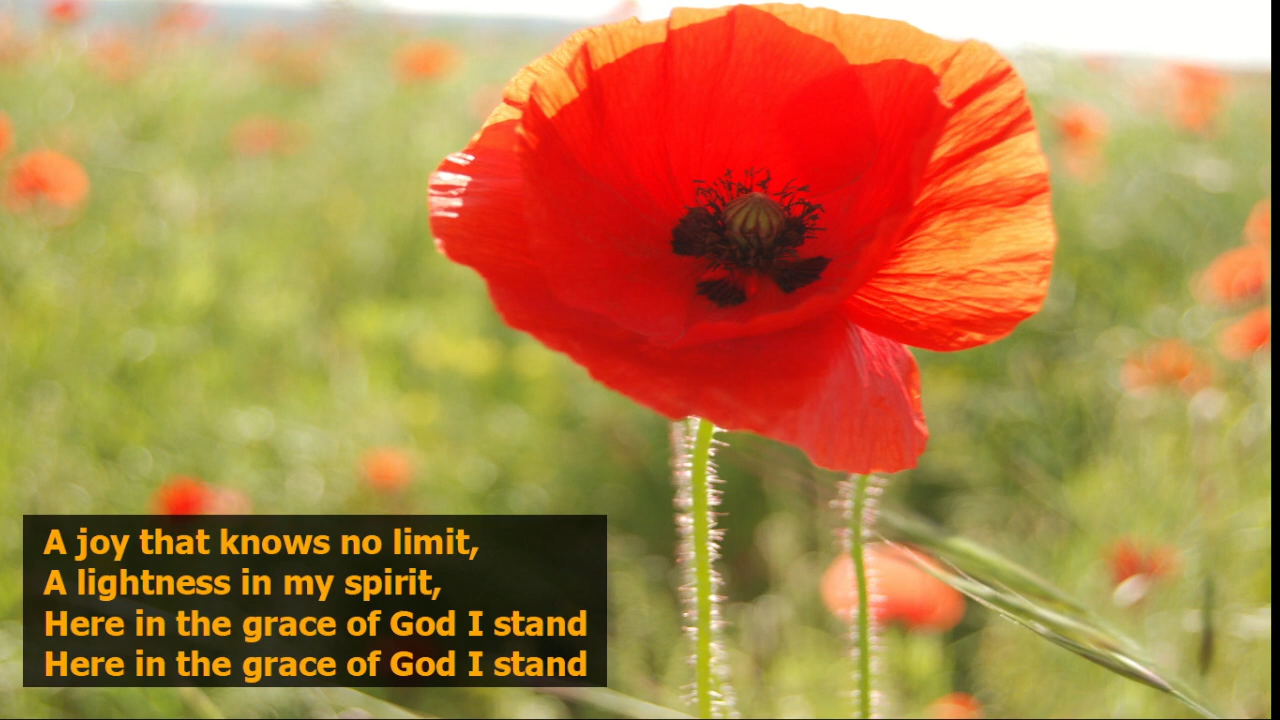 A joy that knows no limit,
A lightness in my spirit,
Here in the grace of God I stand
Here in the grace of God I stand